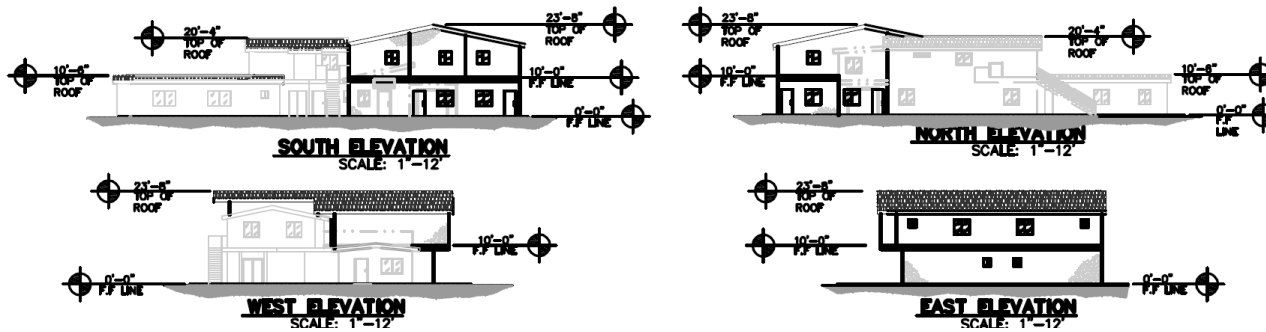 20'-4"
TOP OF
ROOF
10'-8"
TOP OF
ROOF
23'-8"
TOP OF
ROOF
10'-0"
F.F LINE
0'-0"
F.F LINE
SOUTH ELEVATION
SCALE: 1"-12'
23'-8"
TOP OF
ROOF
10'-0"
F.F LINE
20'-4"
TOP OF
ROOF
10'-8"
TOP OF
ROOF
0'-0"
F.F
LINE
NORTH ELEVATION
SCALE: 1"-12'
23'-8"
TOP OF
ROOF
10'-0"
F.F LINE
0'-0"
F.F LINE
WEST ELEVATION
SCALE: 1"-12'
23'-8"
TOP OF
ROOF
10'-0"
F.F LINE
0'-0"
F.F LINE
EAST ELEVATION
SCALE: 1"-12'